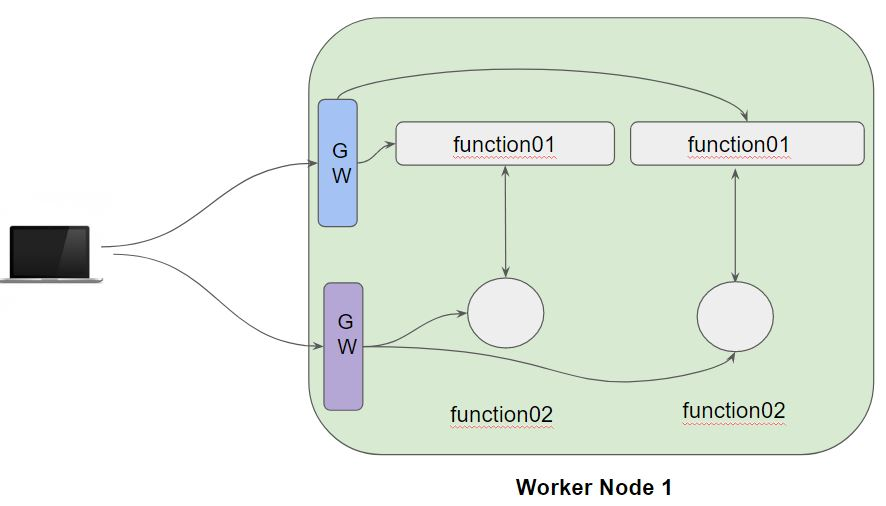 G
W
function01
function01
G
W
function02
function02
Worker Node 1